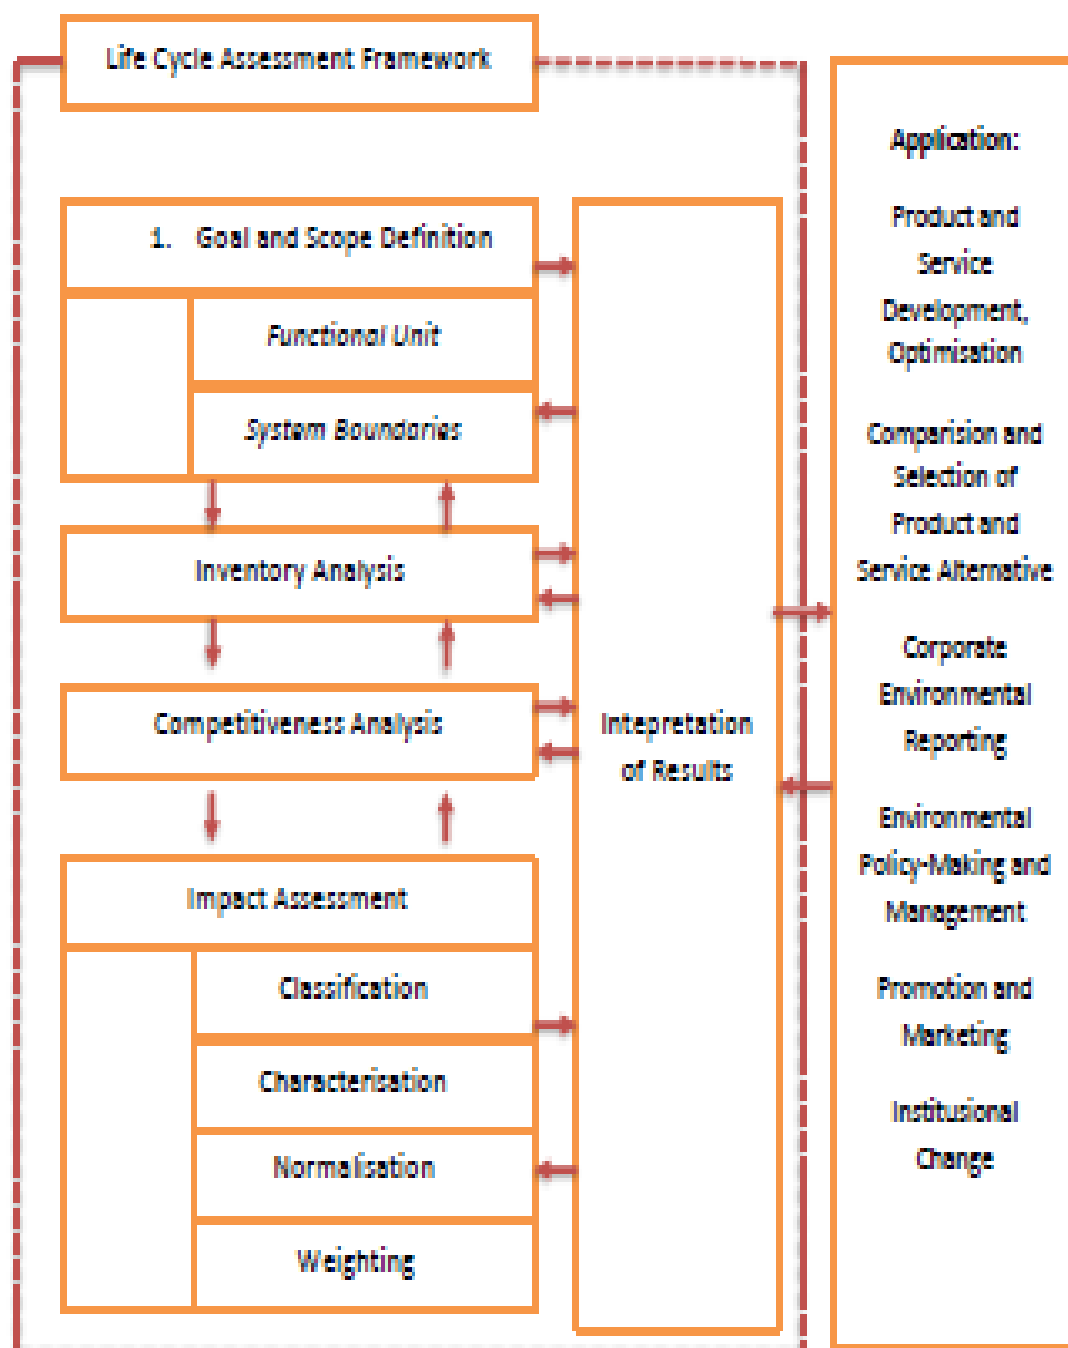 Life Cycle Assessment Framework
1. Goal and Scope Definition
Functional Unit
System Boundaries
Inventory Analysis
Competitiveness Analysis
Impact Assessment
Classification
Characterisation
Normalisation
Weighting
Intepretation
of Results
Application:
Product and
Service
Development,
Optimisation
Comparision and
Selection of
Product and
Service Alternative
Corporate
Environmental
Reporting
Environmental
Policy-Making and
Management
Promotion and
Marketing
Institusional
Change